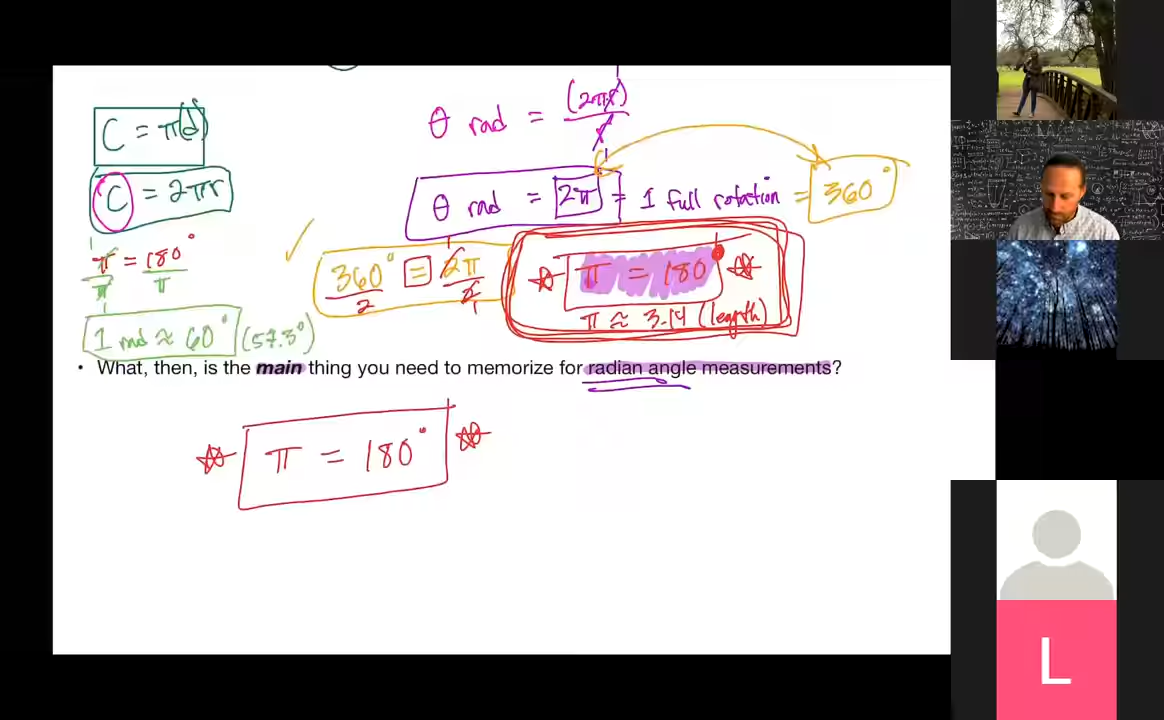 C = π(d)
C = 2πr
π/π = 180°/π
1 rad ≈ 60° (57.3°)
θ rad = (2πr)/r
θ rad = 2π = 1 full rotation = 360°
360°/2 = 2π/2
π = 180°
π ≈ 3.14 (length)
• What, then, is the main thing you need to memorize for radian angle measurements?
π = 180°
L